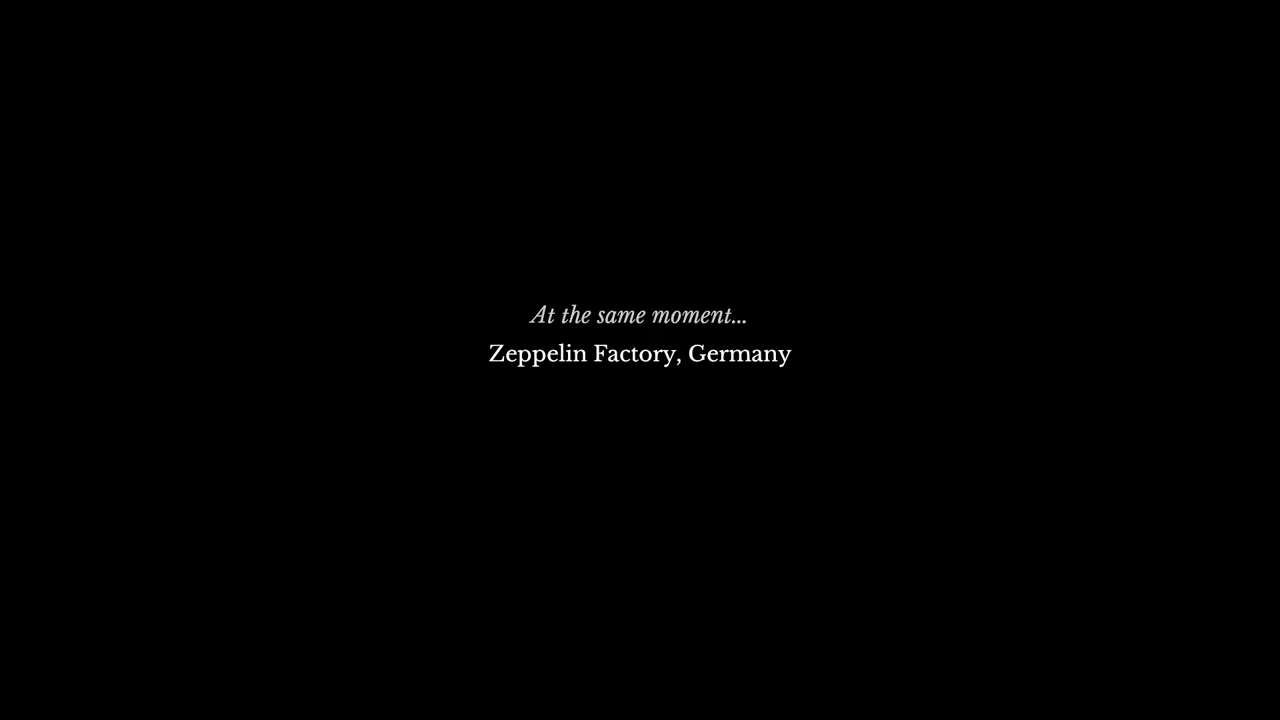 At the same moment...
Zeppelin Factory, Germany